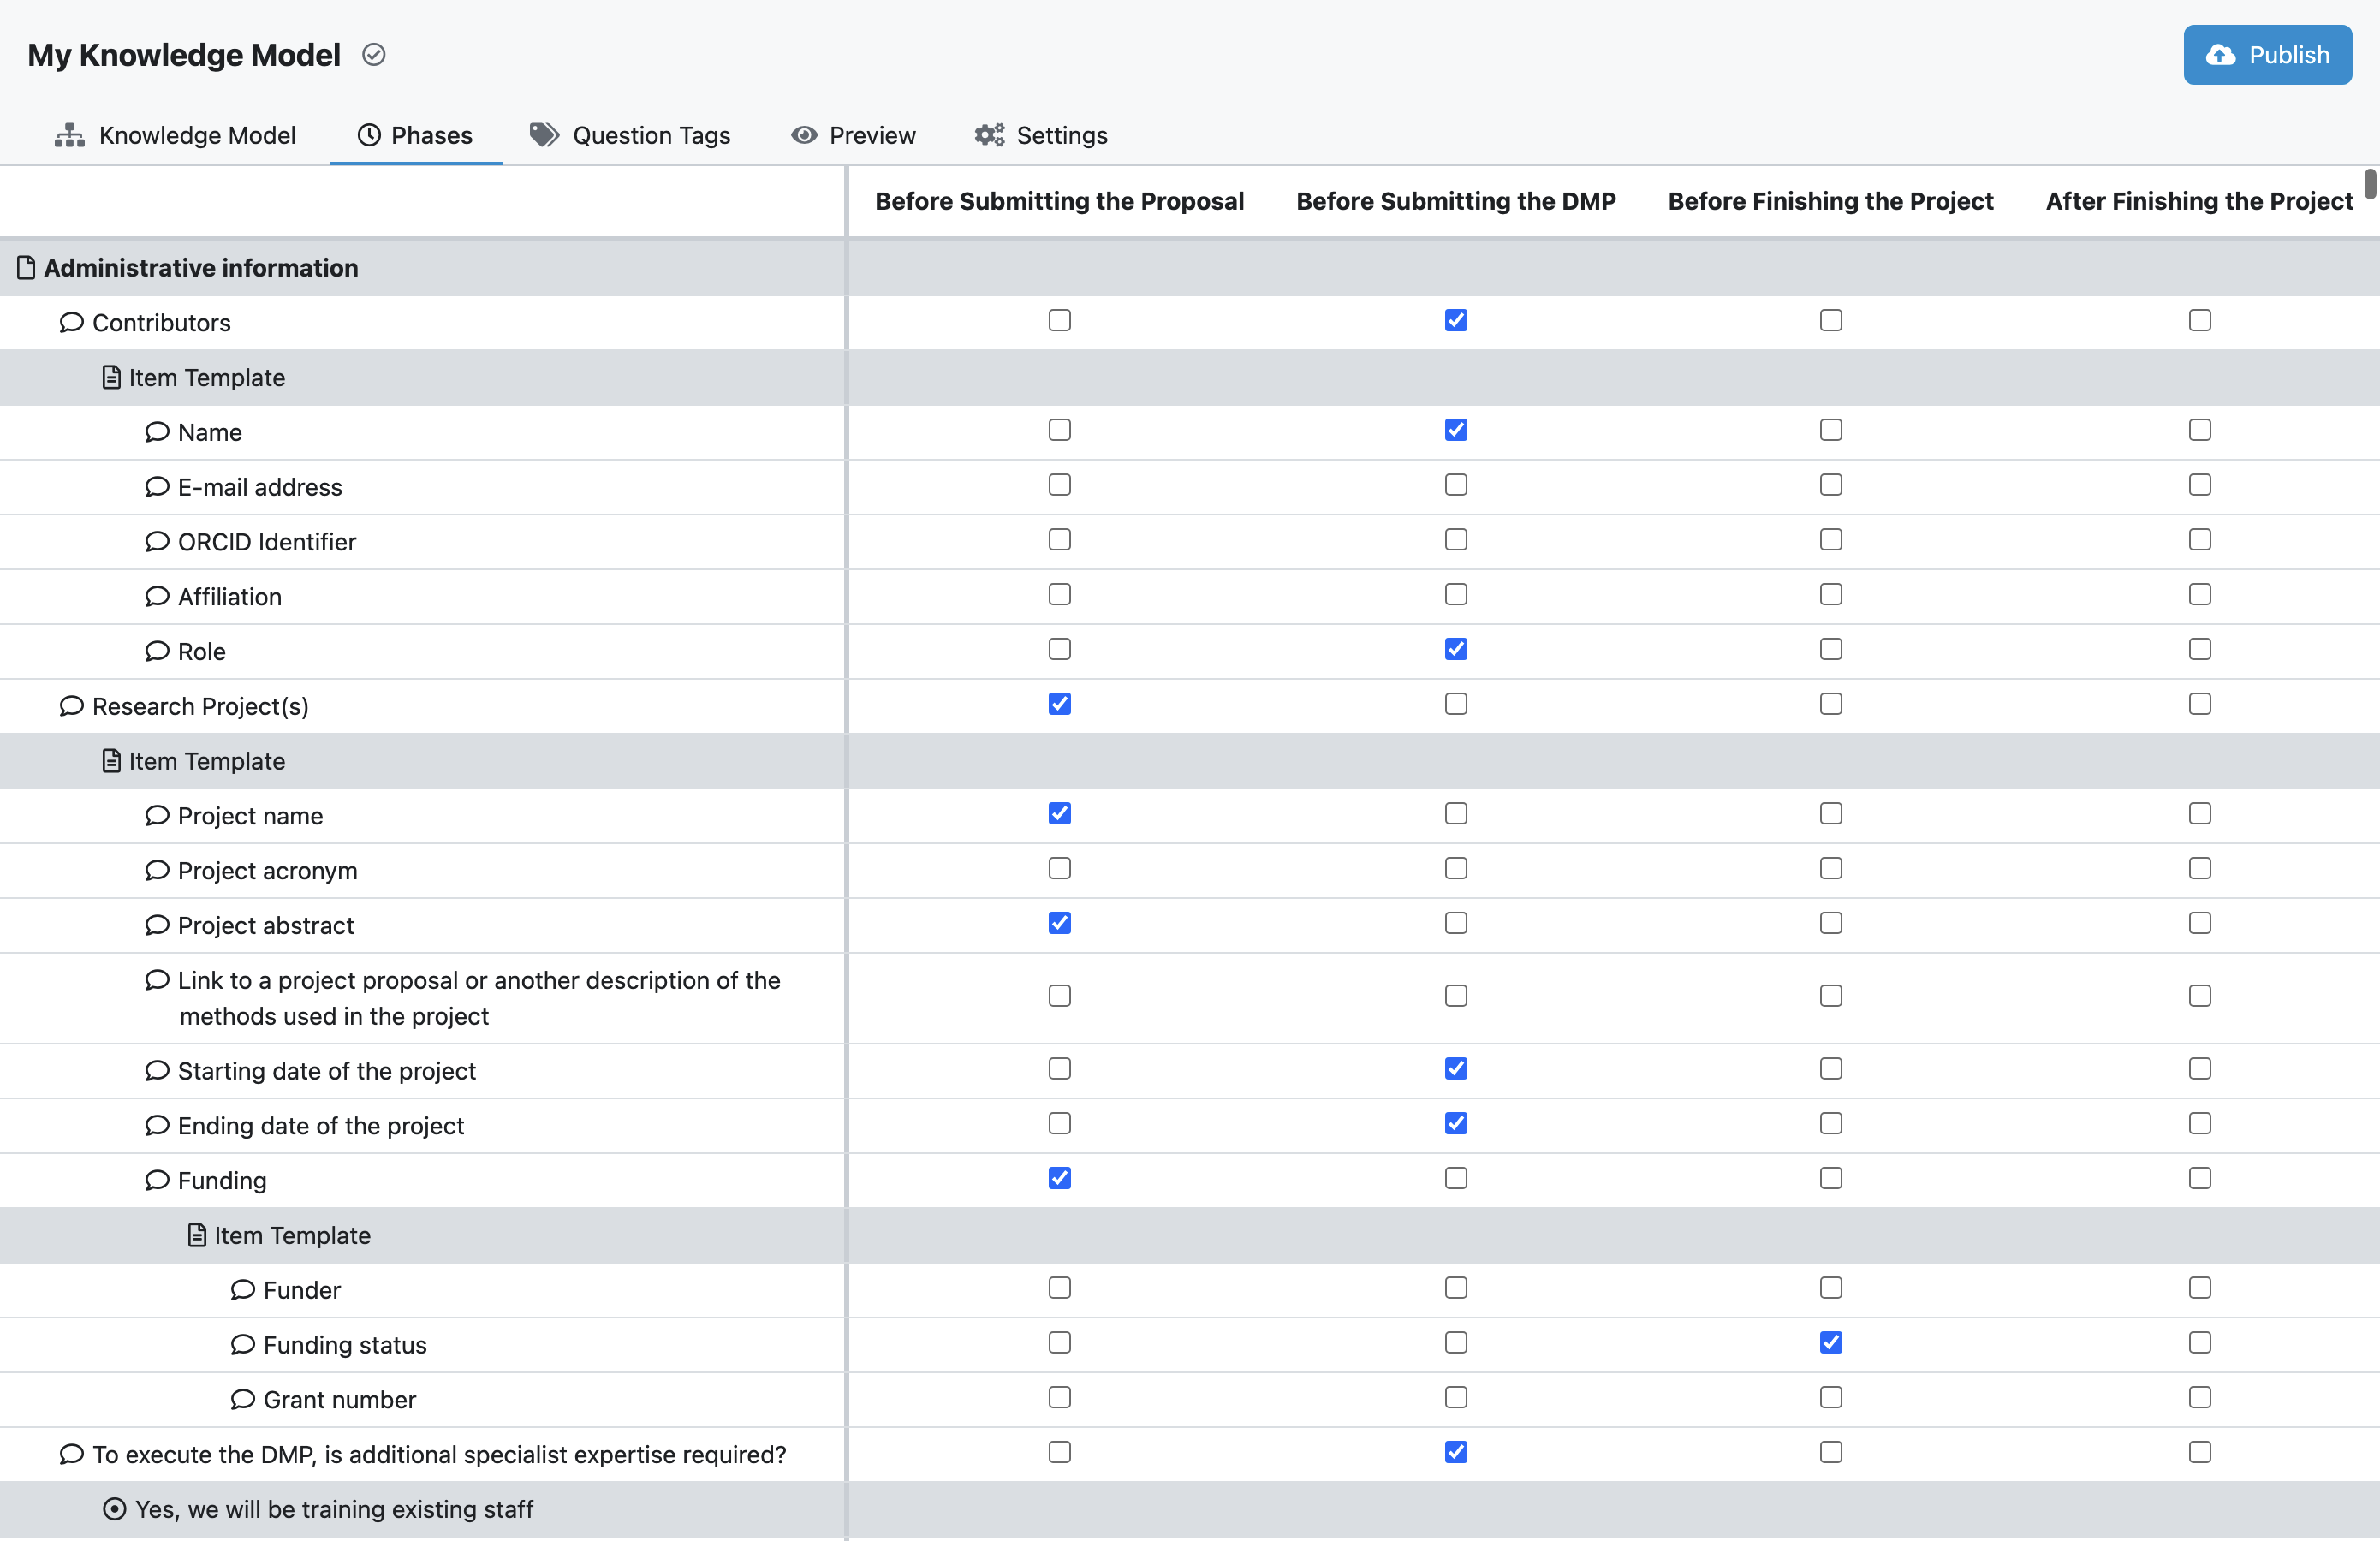 My Knowledge Model
Publish
Knowledge Model
Phases
Question Tags
Preview
Settings
Before Submitting the Proposal
Before Submitting the DMP
Before Finishing the Project
After Finishing the Project
Administrative information
Contributors
Item Template
Name
E-mail address
ORCID Identifier
Affiliation
Role
Research Project(s)
Item Template
Project name
Project acronym
Project abstract
Link to a project proposal or another description of the
methods used in the project
Starting date of the project
Ending date of the project
Funding
Item Template
Funder
Funding status
Grant number
To execute the DMP, is additional specialist expertise required?
Yes, we will be training existing staff